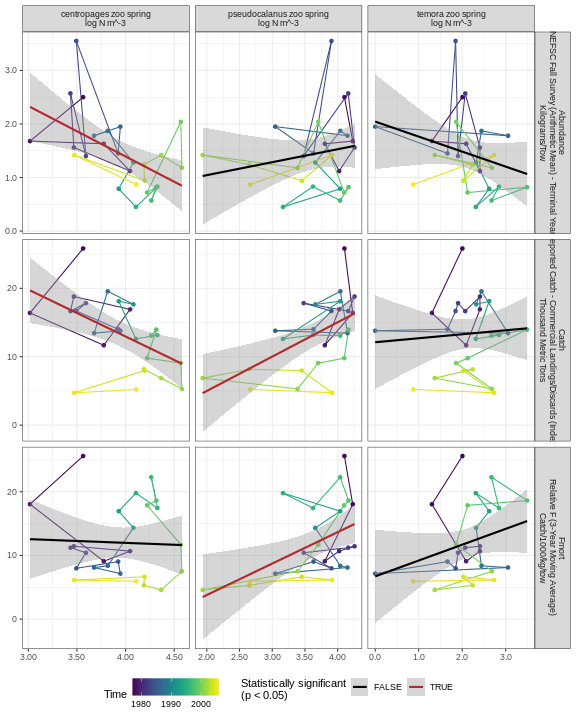 centropages zoo spring
log N m^-3
pseudocalanus zoo spring
log N m^-3
temora zoo spring
log N m^-3
3.0
2.0
1.0
0.0
Abundance
NEFSC Fall Survey (Arithmetic Mean) - Terminal Year
Kilograms/Tow
20
10
0
Catch
eported Catch - Commercial Landings/Discards (Inde
Thousand Metric Tons
20
10
0
Fmort
Relative F (3-Year Moving Average)
Catch/1000/kg/tow
3.00 3.50 4.00 4.50
2.00 2.50 3.00 3.50 4.00
0.0 1.0 2.0 3.0
Time
1980 1990 2000
Statistically significant
(p < 0.05)
FALSE
TRUE